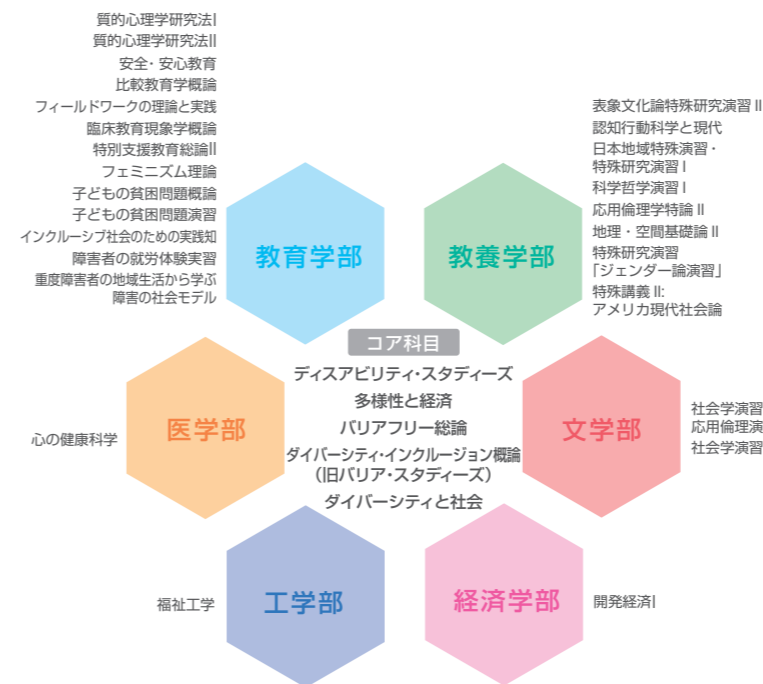 質的心理学研究法I
質的心理学研究法II
安全・安心教育
比較教育学概論
フィールドワークの理論と実践
臨床教育現象学概論
特別支援教育総論II
フェミニズム理論
子どもの貧困問題概論
子どもの貧困問題演習
インクルーシブ社会のための実践知
障害者の就労体験実習
重度障害者の地域生活から学ぶ
障害の社会モデル
教育学部
教養学部
表象文化論特殊研究演習 II
認知行動科学と現代
日本地域特殊演習・
特殊研究演習 I
科学哲学演習 I
応用倫理学特論 II
地理・空間基礎論 II
特殊研究演習
「ジェンダー論演習」
特殊講義 II:
アメリカ現代社会論
コア科目
ディスアビリティ・スタディーズ
多様性と経済
バリアフリー総論
ダイバーシティ・インクルージョン概論
（旧バリア・スタディーズ）
ダイバーシティと社会
心の健康科学
医学部
文学部
社会学演習
応用倫理演
社会学演習
福祉工学
工学部
経済学部
開発経済I